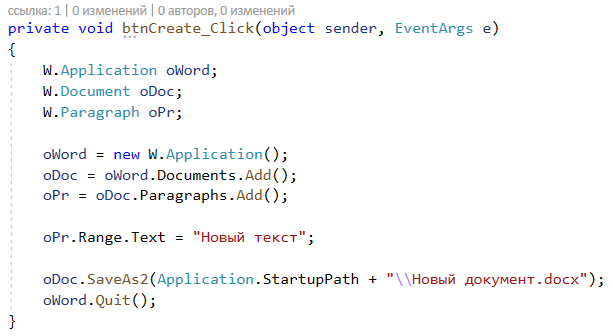 ссылка: 1 | 0 изменений | 0 авторов, 0 изменений
private void btnCreate_Click(object sender, EventArgs e)
{
W.Application oWord;
W.Document oDoc;
W.Paragraph oPr;
oWord = new W.Application();
oDoc = oWord.Documents.Add();
oPr = oDoc.Paragraphs.Add();
oPr.Range.Text = "Новый текст";
oDoc.SaveAs2(Application.StartupPath + "\\Новый документ.docx");
oWord.Quit();
}